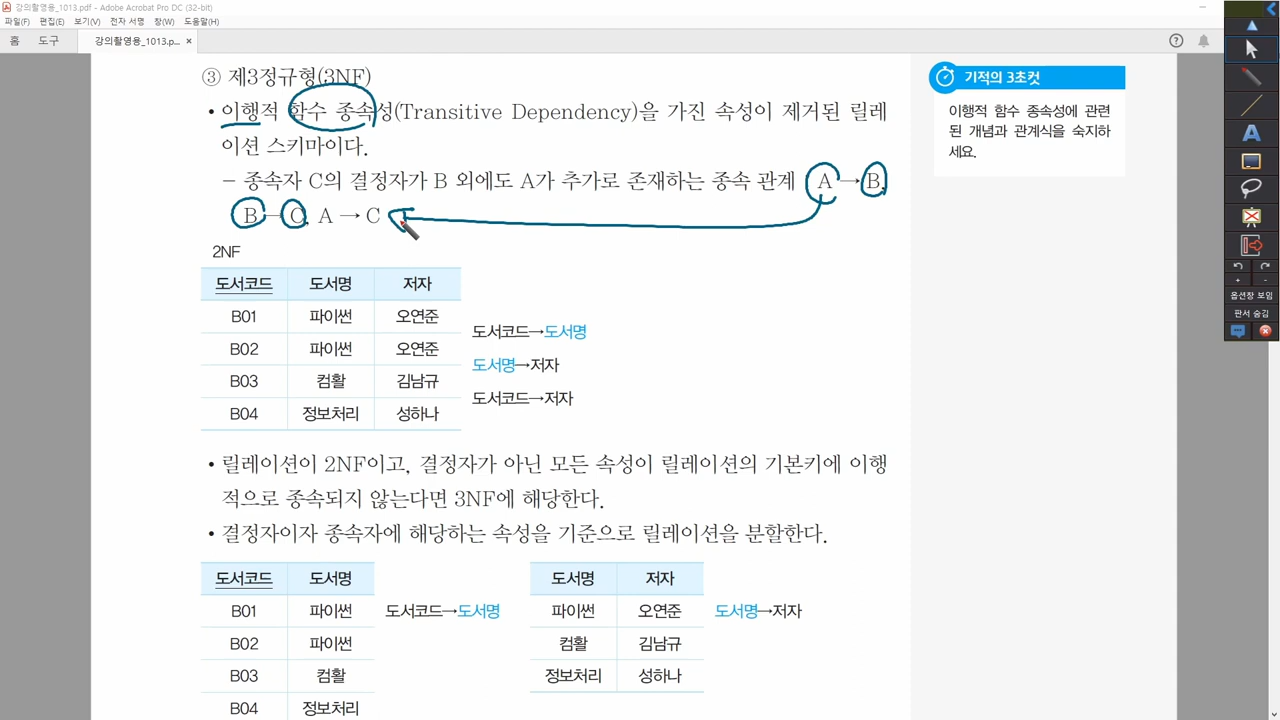 강의촬영용_1013.pdf - Adobe Acrobat Pro DC (32-bit)
파일(F) 편집(E) 보기(V) 전자 서명 창(W) 도움말(H)
홈 도구 강의촬영용_1013.p... ×
③ 제3정규형(3NF)
• 이행적 함수 종속성(Transitive Dependency)을 가진 속성이 제거된 릴레
이션 스키마이다.
– 종속자 C의 결정자가 B 외에도 A가 추가로 존재하는 종속 관계 A → B,
B → C, A → C
2NF
도서코드 도서명 저자
B01 파이썬 오연준
B02 파이썬 오연준
B03 컴활 김남규
B04 정보처리 성하나
도서코드→도서명
도서명→저자
도서코드→저자
• 릴레이션이 2NF이고, 결정자가 아닌 모든 속성이 릴레이션의 기본키에 이행
적으로 종속되지 않는다면 3NF에 해당한다.
• 결정자이자 종속자에 해당하는 속성을 기준으로 릴레이션을 분할한다.
도서코드 도서명
B01 파이썬
B02 파이썬
B03 컴활
B04 정보처리
도서코드→도서명
도서명 저자
파이썬 오연준
컴활 김남규
정보처리 성하나
도서명→저자
기적의 3초컷
이행적 함수 종속성에 관련
된 개념과 관계식을 숙지하
세요.
A
옵션장 보임
판서 숨김